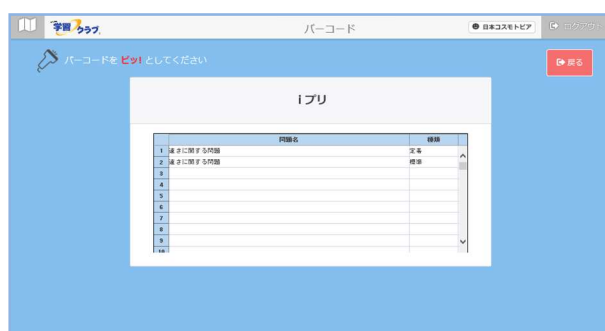 学習クラブ.
バーコード
日本コスモトピア
ログアウト
バーコードをピッ!としてください
戻る
iプリ
問題名 種類
1 速さに関する問題 定着
2 速さに関する問題 標準
3
4
5
6
7
8
9
10